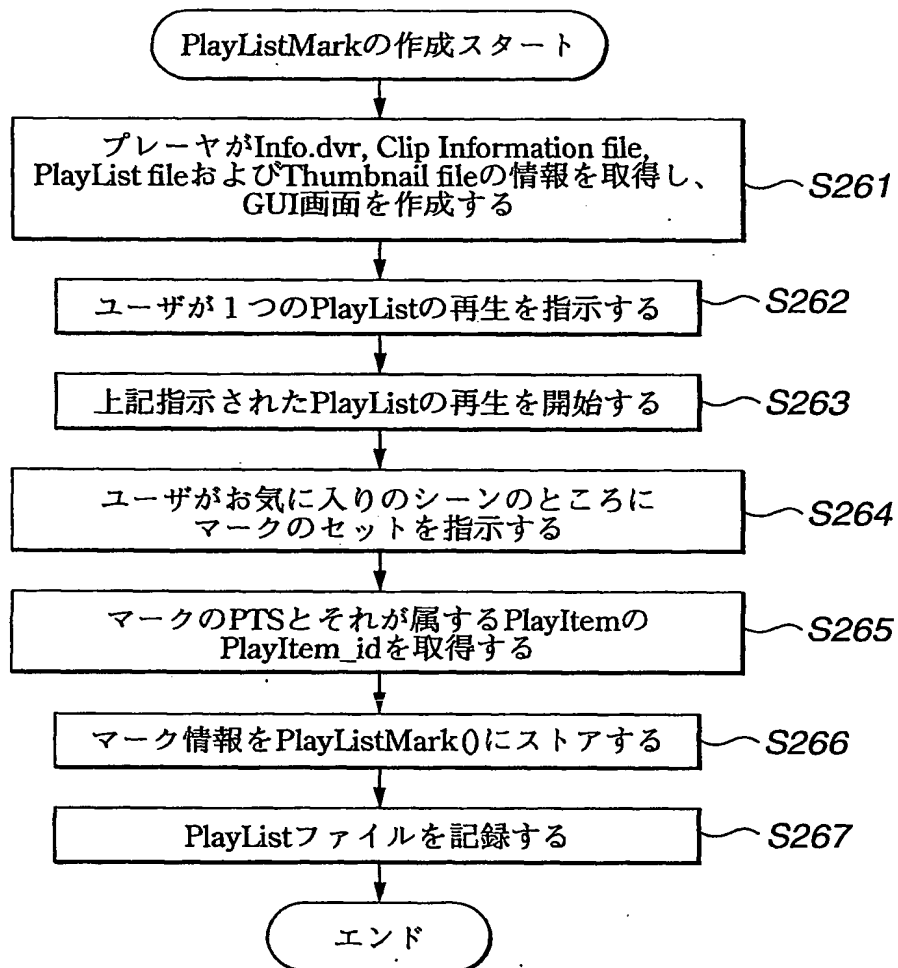 PlayListMarkの作成スタート
プレーヤがInfo.dvr, Clip Information file,
PlayList fileおよびThumbnail fileの情報を取得し、
GUI画面を作成する
S261
ユーザが１つのPlayListの再生を指示する
S262
上記指示されたPlayListの再生を開始する
S263
ユーザがお気に入りのシーンのところに
マークのセットを指示する
S264
マークのPTSとそれが属するPlayItemの
PlayItem_idを取得する
S265
マーク情報をPlayListMark()にストアする
S266
PlayListファイルを記録する
S267
エンド